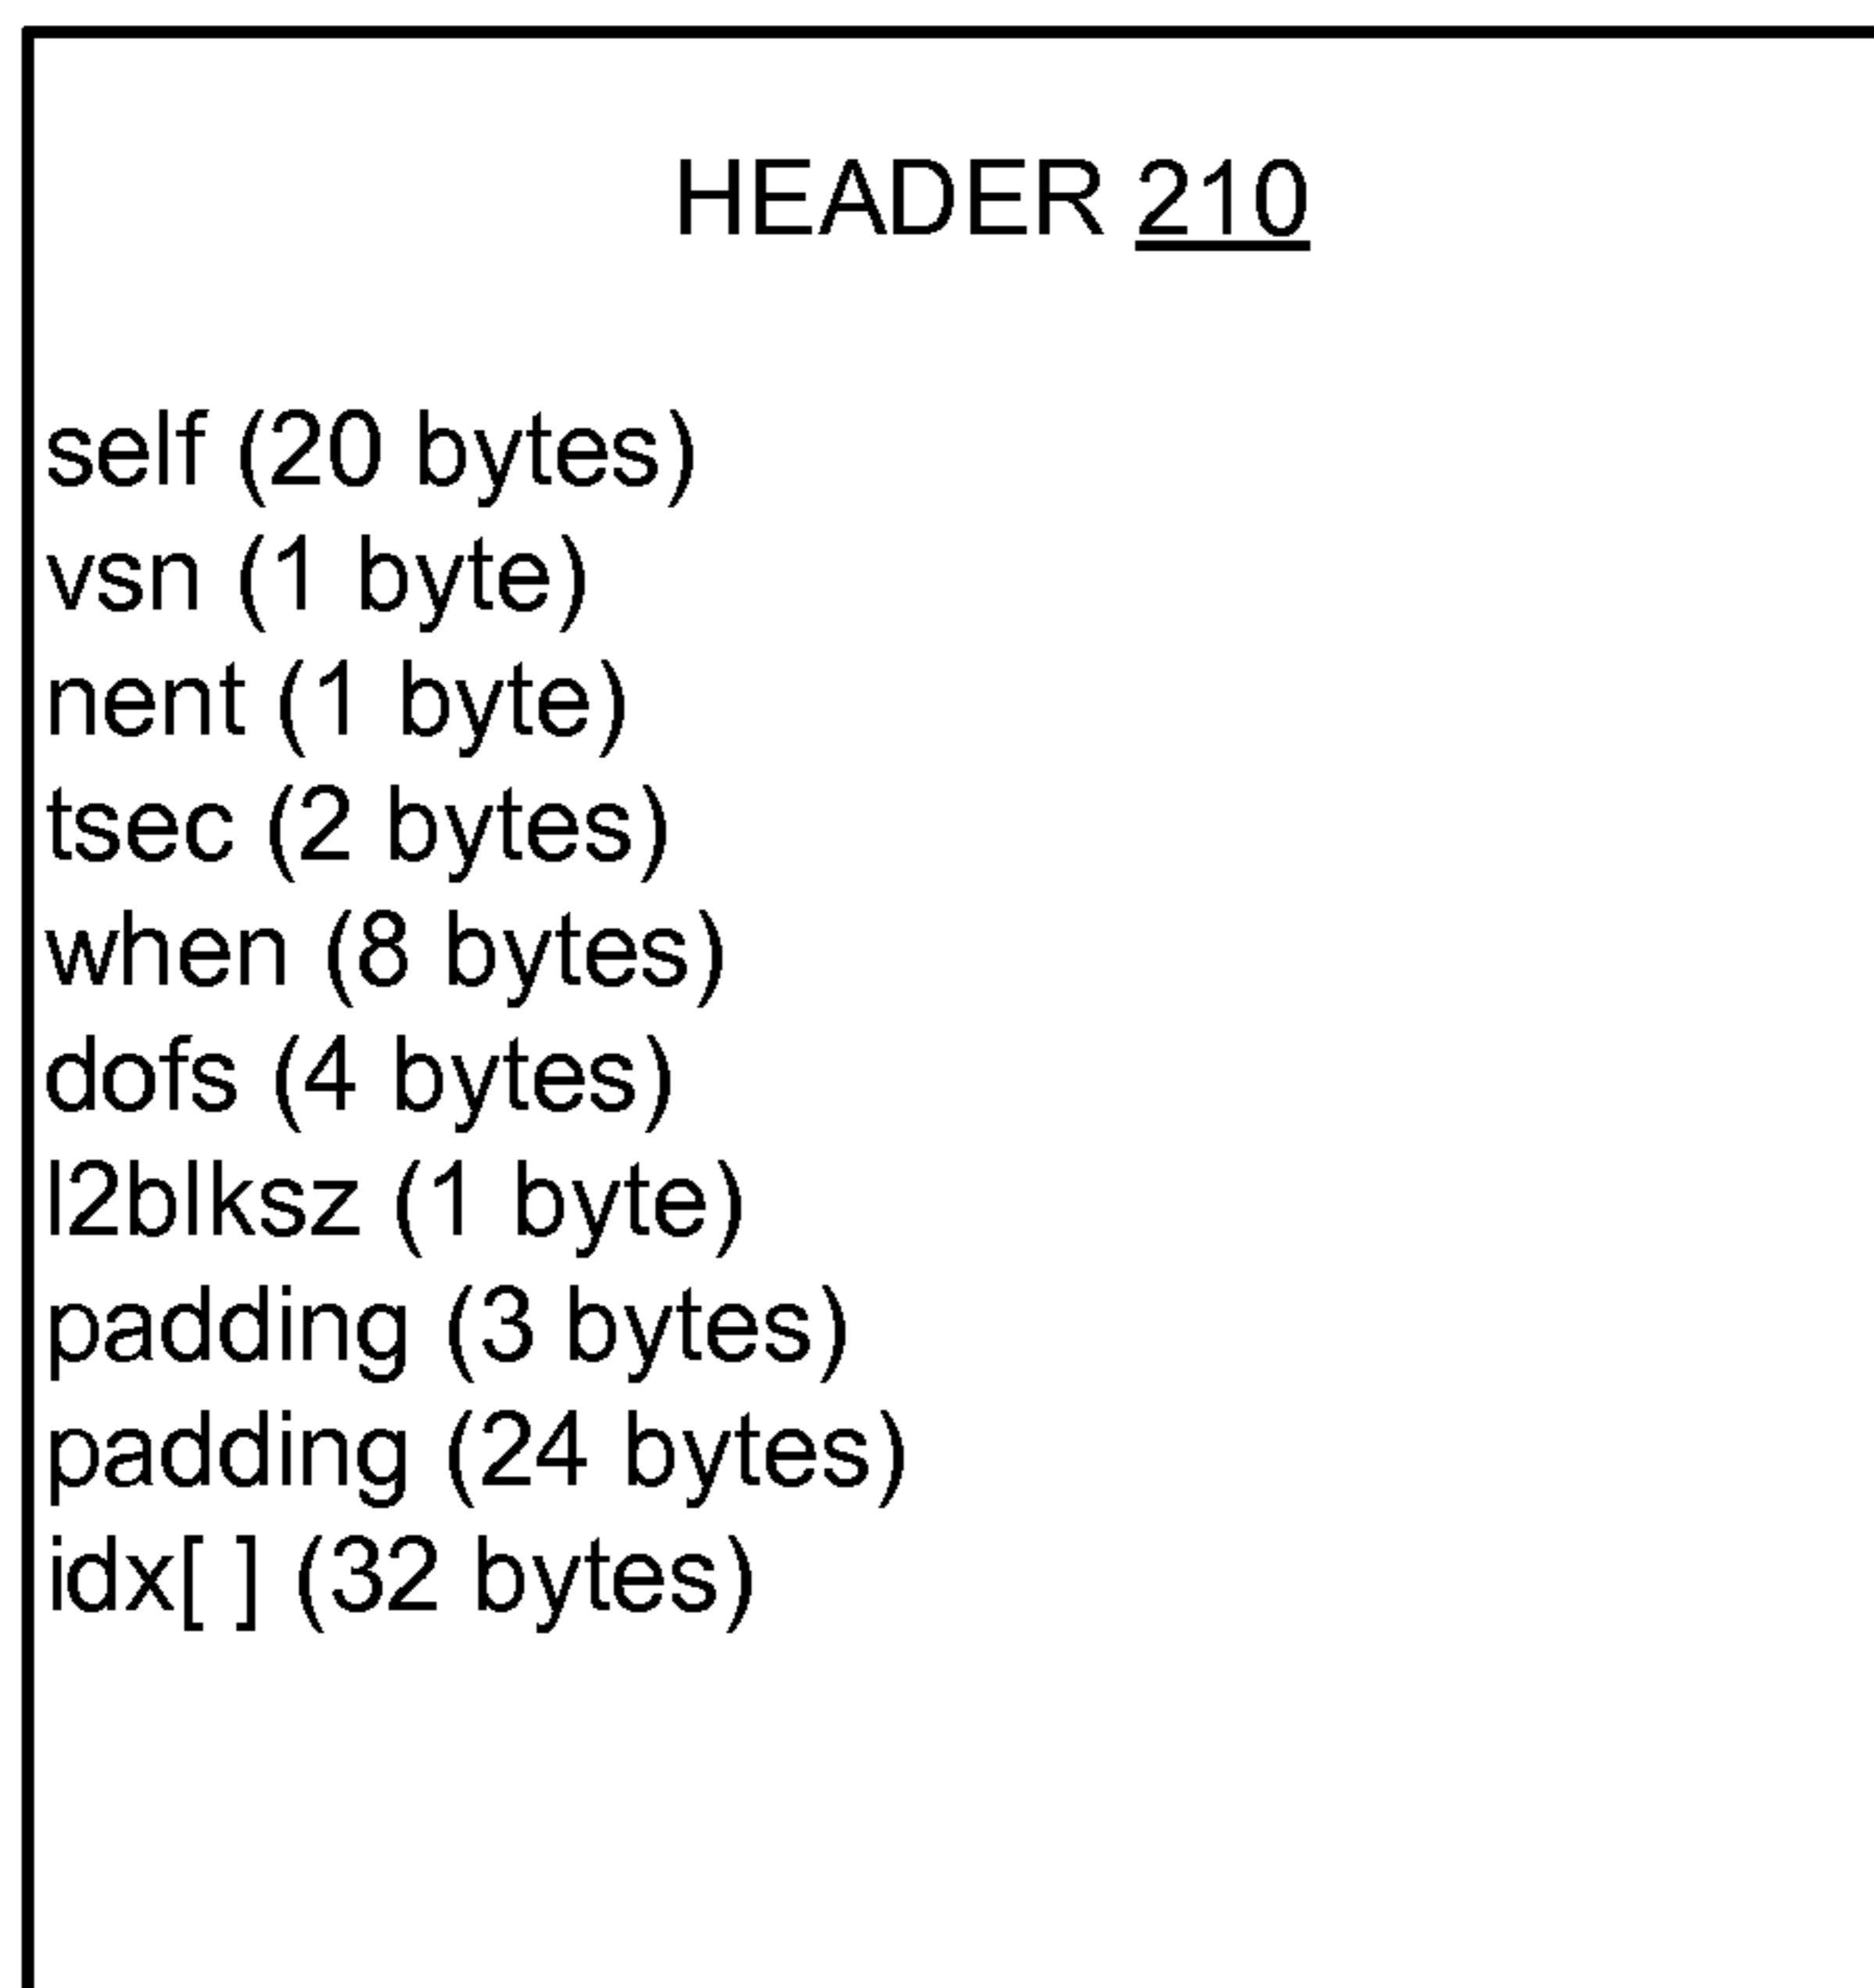 HEADER 210
self (20 bytes)
vsn (1 byte)
nent (1 byte)
tsec (2 bytes)
when (8 bytes)
dofs (4 bytes)
l2blksz (1 byte)
padding (3 bytes)
padding (24 bytes)
idx[ ] (32 bytes)